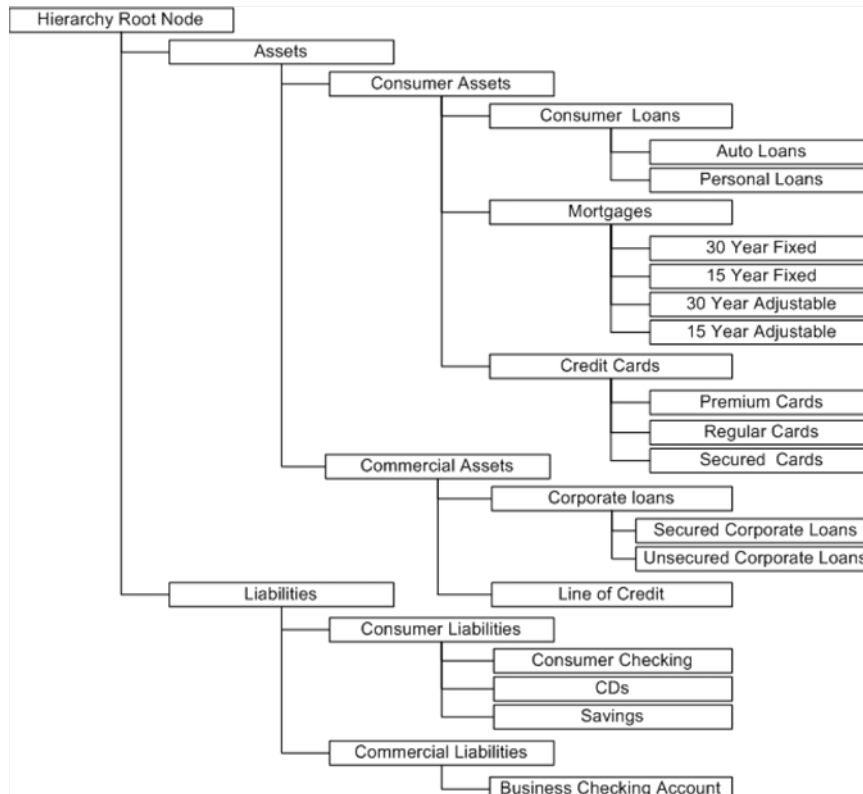 Hierarchy Root Node
Assets
Consumer Assets
Consumer Loans
Auto Loans
Personal Loans
Mortgages
30 Year Fixed
15 Year Fixed
30 Year Adjustable
15 Year Adjustable
Credit Cards
Premium Cards
Regular Cards
Secured Cards
Commercial Assets
Corporate loans
Secured Corporate Loans
Unsecured Corporate Loans
Line of Credit
Liabilities
Consumer Liabilities
Consumer Checking
CDs
Savings
Commercial Liabilities
Business Checking Account